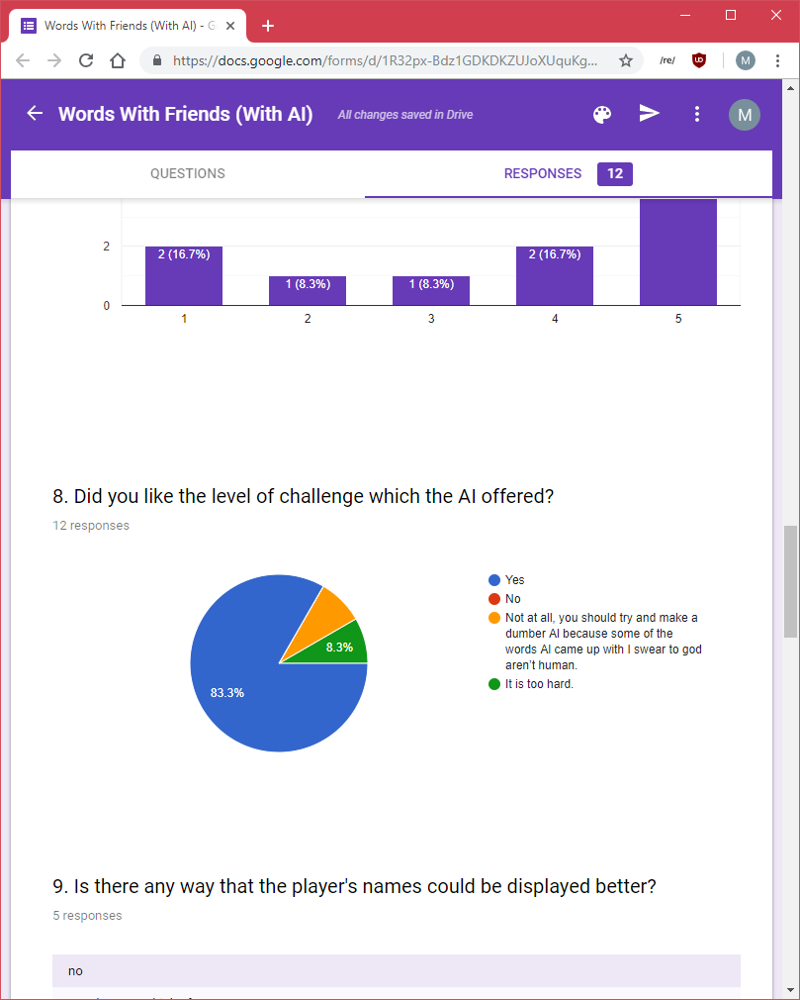 Words With Friends (With AI) - G
https://docs.google.com/forms/d/1R32px-Bdz1GDKDKZUJoXUquKg...
/re/
M
Words With Friends (With AI)
All changes saved in Drive
M
QUESTIONS
RESPONSES 12
2
2 (16.7%)
2 (16.7%)
1 (8.3%)
1 (8.3%)
0
1 2 3 4 5
8. Did you like the level of challenge which the AI offered?
12 responses
Yes
No
Not at all, you should try and make a
dumber AI because some of the
words AI came up with I swear to god
aren't human.
It is too hard.
8.3%
83.3%
9. Is there any way that the player's names could be displayed better?
5 responses
no